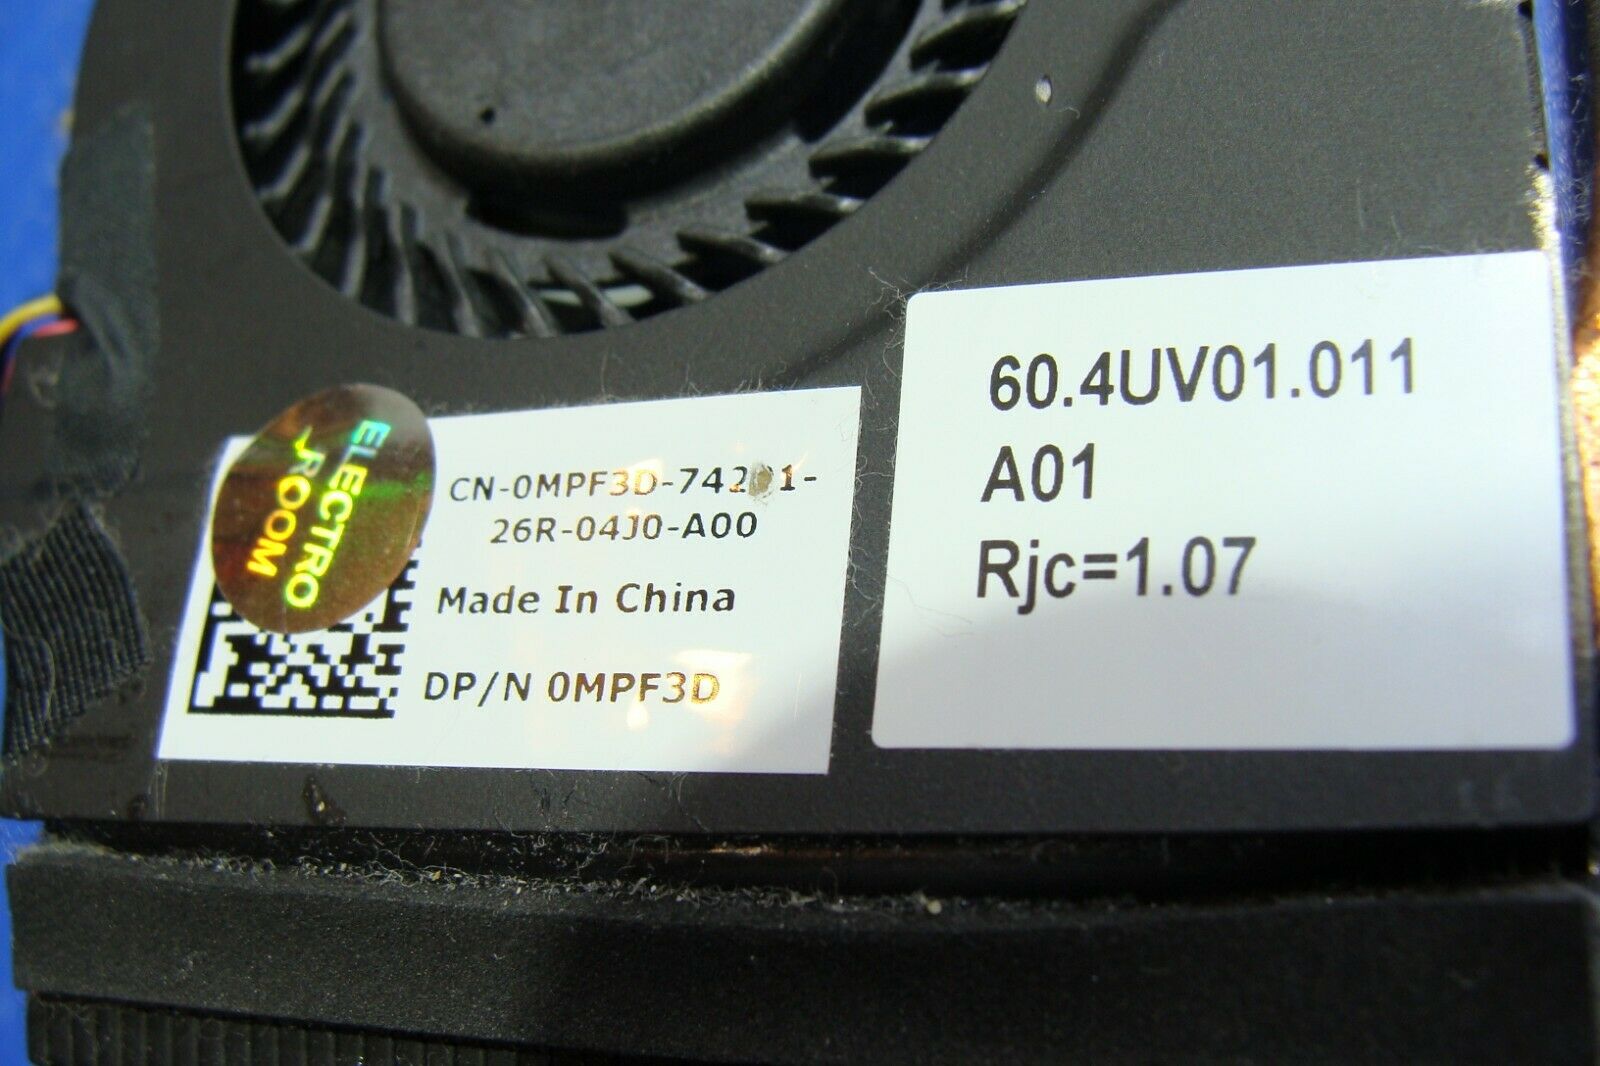 ELECTRO
ROOM
CN-0MPF3D-74201-
26R-04J0-A00
Made In China
DP/N 0MPF3D
60.4UV01.011
A01
Rjc=1.07